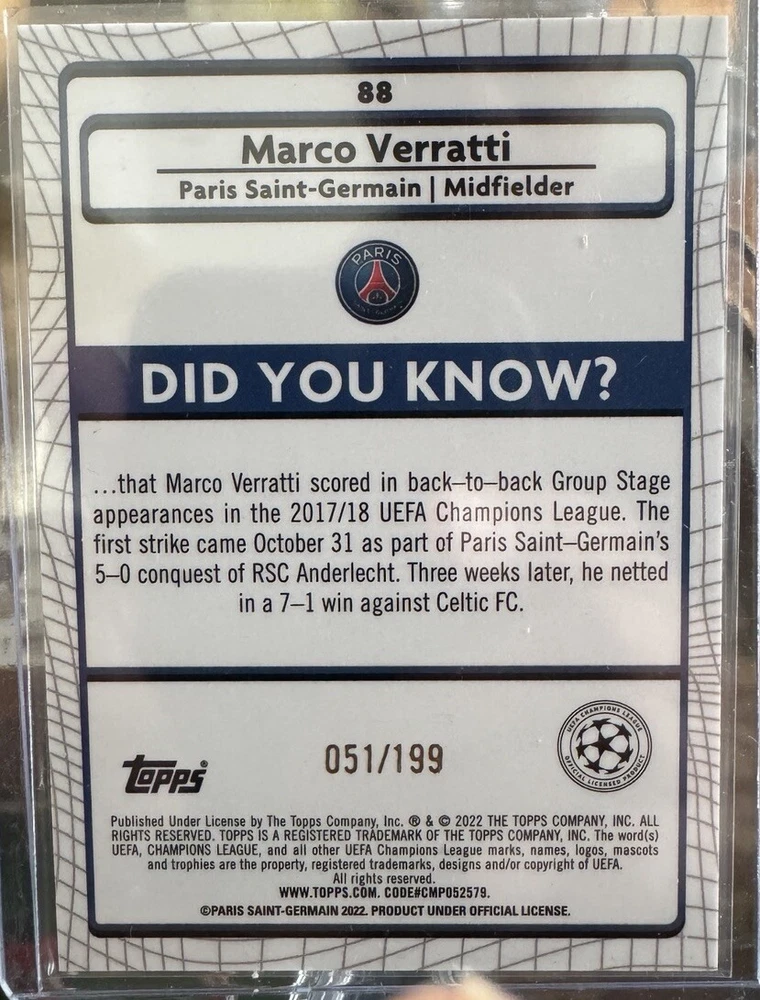 88
Marco Verratti
Paris Saint-Germain | Midfielder
PARIS
DID YOU KNOW?
...that Marco Verratti scored in back–to–back Group Stage
appearances in the 2017/18 UEFA Champions League. The
first strike came October 31 as part of Paris Saint–Germain's
5–0 conquest of RSC Anderlecht. Three weeks later, he netted
in a 7–1 win against Celtic FC.
topps®
051/199
UEFA CHAMPIONS LEAGUE
OFFICIAL LICENSED PRODUCT
Published Under License by The Topps Company, Inc. ® & © 2022 THE TOPPS COMPANY, INC. ALL
RIGHTS RESERVED. TOPPS IS A REGISTERED TRADEMARK OF THE TOPPS COMPANY, INC. The word(s)
UEFA, CHAMPIONS LEAGUE, and all other UEFA Champions League marks, names, logos, mascots
and trophies are the property, registered trademarks, designs and/or copyright of UEFA.
All rights reserved.
WWW.TOPPS.COM. CODE#CMP052579.
©PARIS SAINT-GERMAIN 2022. PRODUCT UNDER OFFICIAL LICENSE.